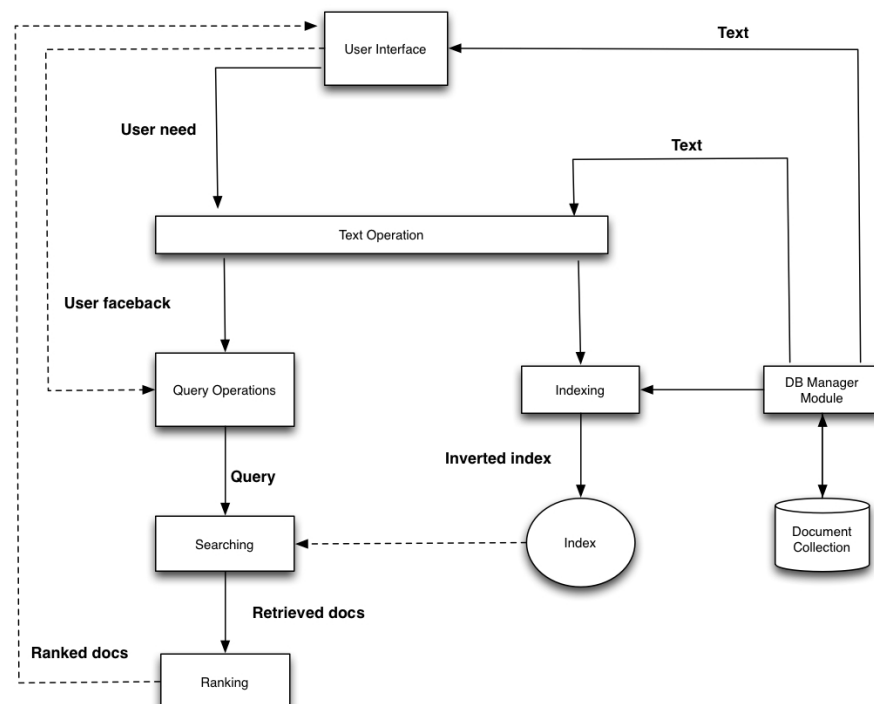 Text
User Interface
User need
Text
Text Operation
User faceback
Query Operations
Indexing
DB Manager
Module
Inverted index
Query
Searching
Index
Document
Collection
Retrieved docs
Ranked docs
Ranking